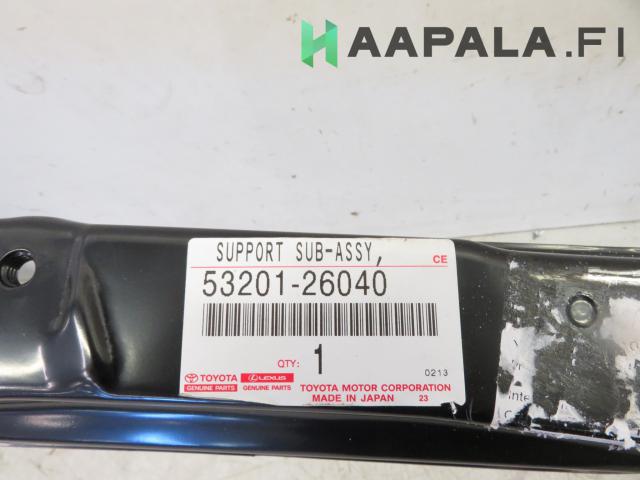 HAAPALA.FI
SUPPORT SUB-ASSY,
CE
53201-26040
QTY: 1
0213
TOYOTA LEXUS
GENUINE PARTS GENUINE PARTS
TOYOTA MOTOR CORPORATION
MADE IN JAPAN 23